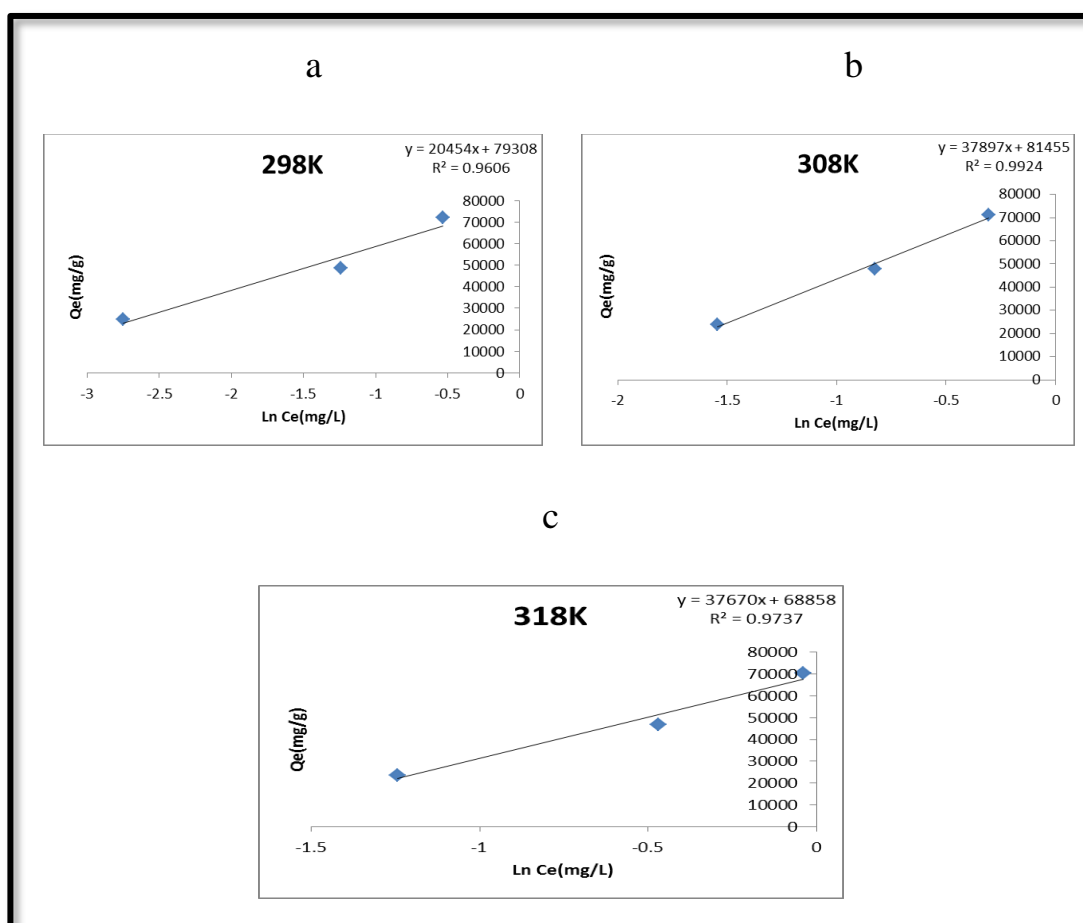 a
b
298K
y = 20454x + 79308
R² = 0.9606
80000
70000
60000
50000
40000
30000
20000
10000
0
Qe(mg/g)
-3 -2.5 -2 -1.5 -1 -0.5 0
Ln Ce(mg/L)
308K
y = 37897x + 81455
R² = 0.9924
80000
70000
60000
50000
40000
30000
20000
10000
0
Qe(mg/g)
-2 -1.5 -1 -0.5 0
Ln Ce(mg/L)
c
318K
y = 37670x + 68858
R² = 0.9737
80000
70000
60000
50000
40000
30000
20000
10000
0
Qe(mg/g)
-1.5 -1 -0.5 0
Ln Ce(mg/L)